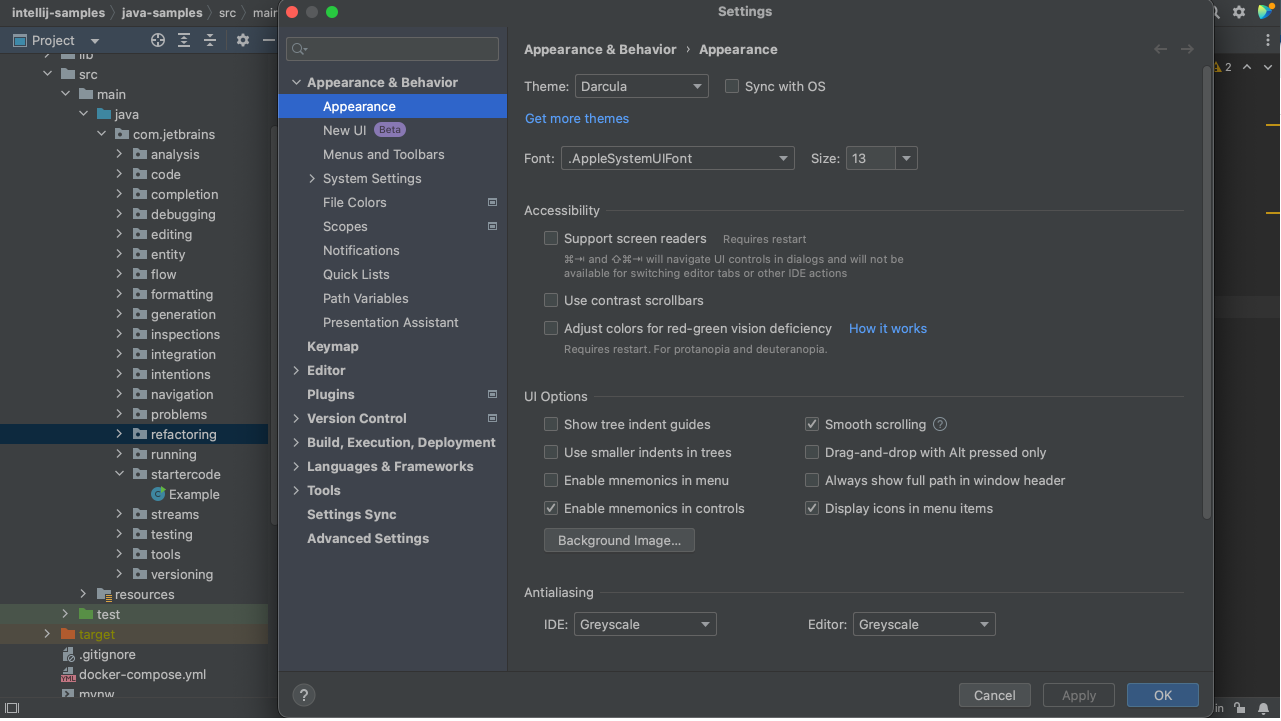 intellij-samples 〉 java-samples 〉 src 〉 main
Project
lib
src
main
java
com.jetbrains
analysis
code
completion
debugging
editing
entity
flow
formatting
generation
inspections
integration
intentions
navigation
problems
refactoring
running
startercode
Example
streams
testing
tools
versioning
resources
test
target
.gitignore
docker-compose.yml
mvnw
Settings
Appearance & Behavior
Appearance
New UI Beta
Menus and Toolbars
System Settings
File Colors
Scopes
Notifications
Quick Lists
Path Variables
Presentation Assistant
Keymap
Editor
Plugins
Version Control
Build, Execution, Deployment
Languages & Frameworks
Tools
Settings Sync
Advanced Settings
Appearance & Behavior › Appearance
Theme: Darcula Sync with OS
Get more themes
Font: .AppleSystemUIFont Size: 13
Accessibility
Support screen readers Requires restart
⌘⇥ and ⇧⌘⇥ will navigate UI controls in dialogs and will not be
available for switching editor tabs or other IDE actions
Use contrast scrollbars
Adjust colors for red-green vision deficiency How it works
Requires restart. For protanopia and deuteranopia.
UI Options
Show tree indent guides Smooth scrolling ?
Use smaller indents in trees Drag-and-drop with Alt pressed only
Enable mnemonics in menu Always show full path in window header
Enable mnemonics in controls Display icons in menu items
Background Image...
Antialiasing
IDE: Greyscale Editor: Greyscale
? Cancel Apply OK
2
in